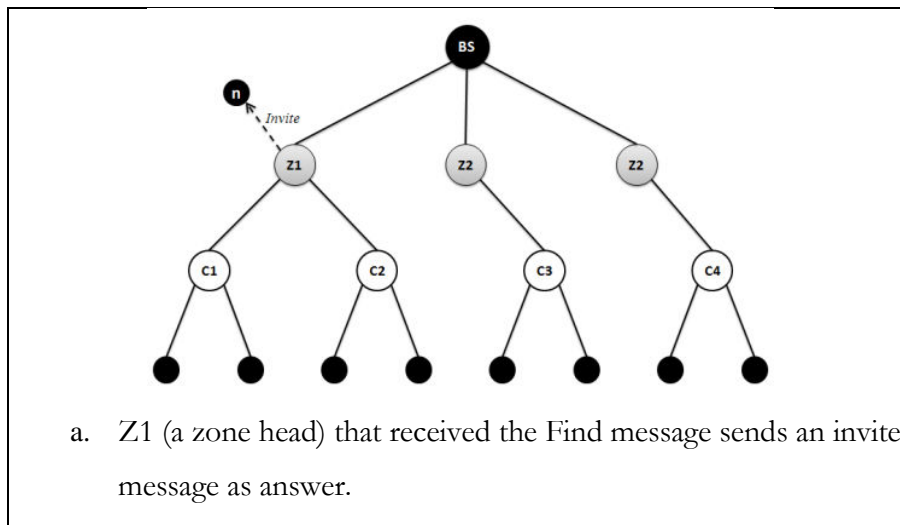 BS
n
Invite
Z1
Z2
Z2
C1
C2
C3
C4
a. Z1 (a zone head) that received the Find message sends an invite
message as answer.